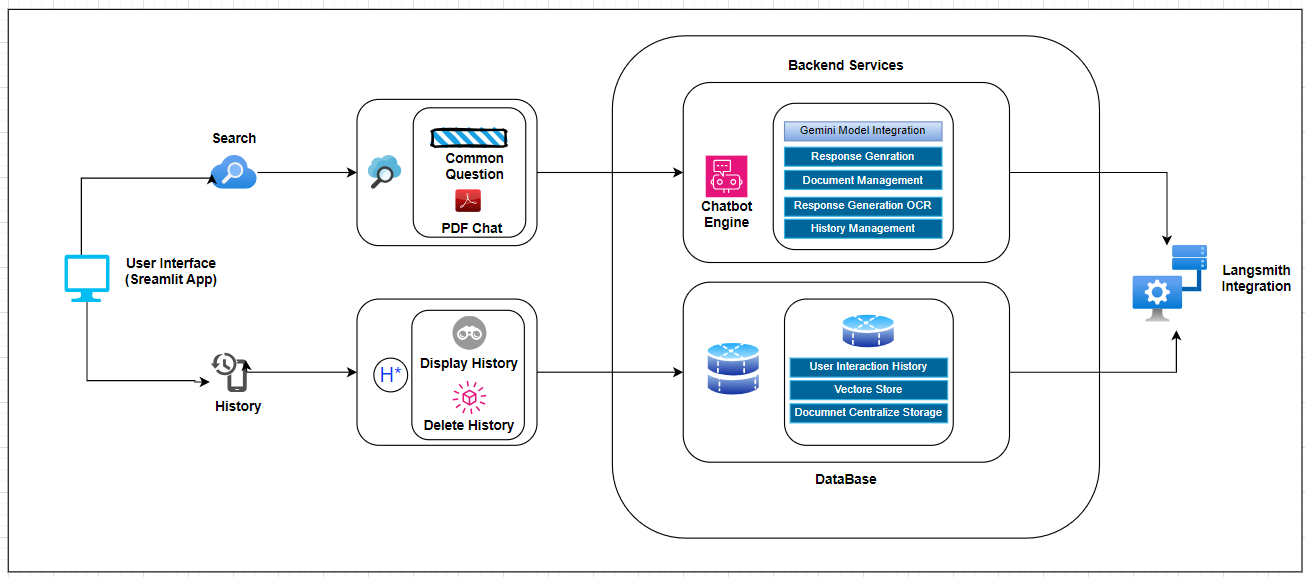 Backend Services
Search
Common
Question
PDF Chat
Chatbot
Engine
Gemini Model Integration
Response Genration
Document Management
Response Generation OCR
History Management
User Interface
(Sreamlit App)
Langsmith
Integration
History
H*
Display History
Delete History
User Interaction History
Vectore Store
Documnet Centralize Storage
DataBase